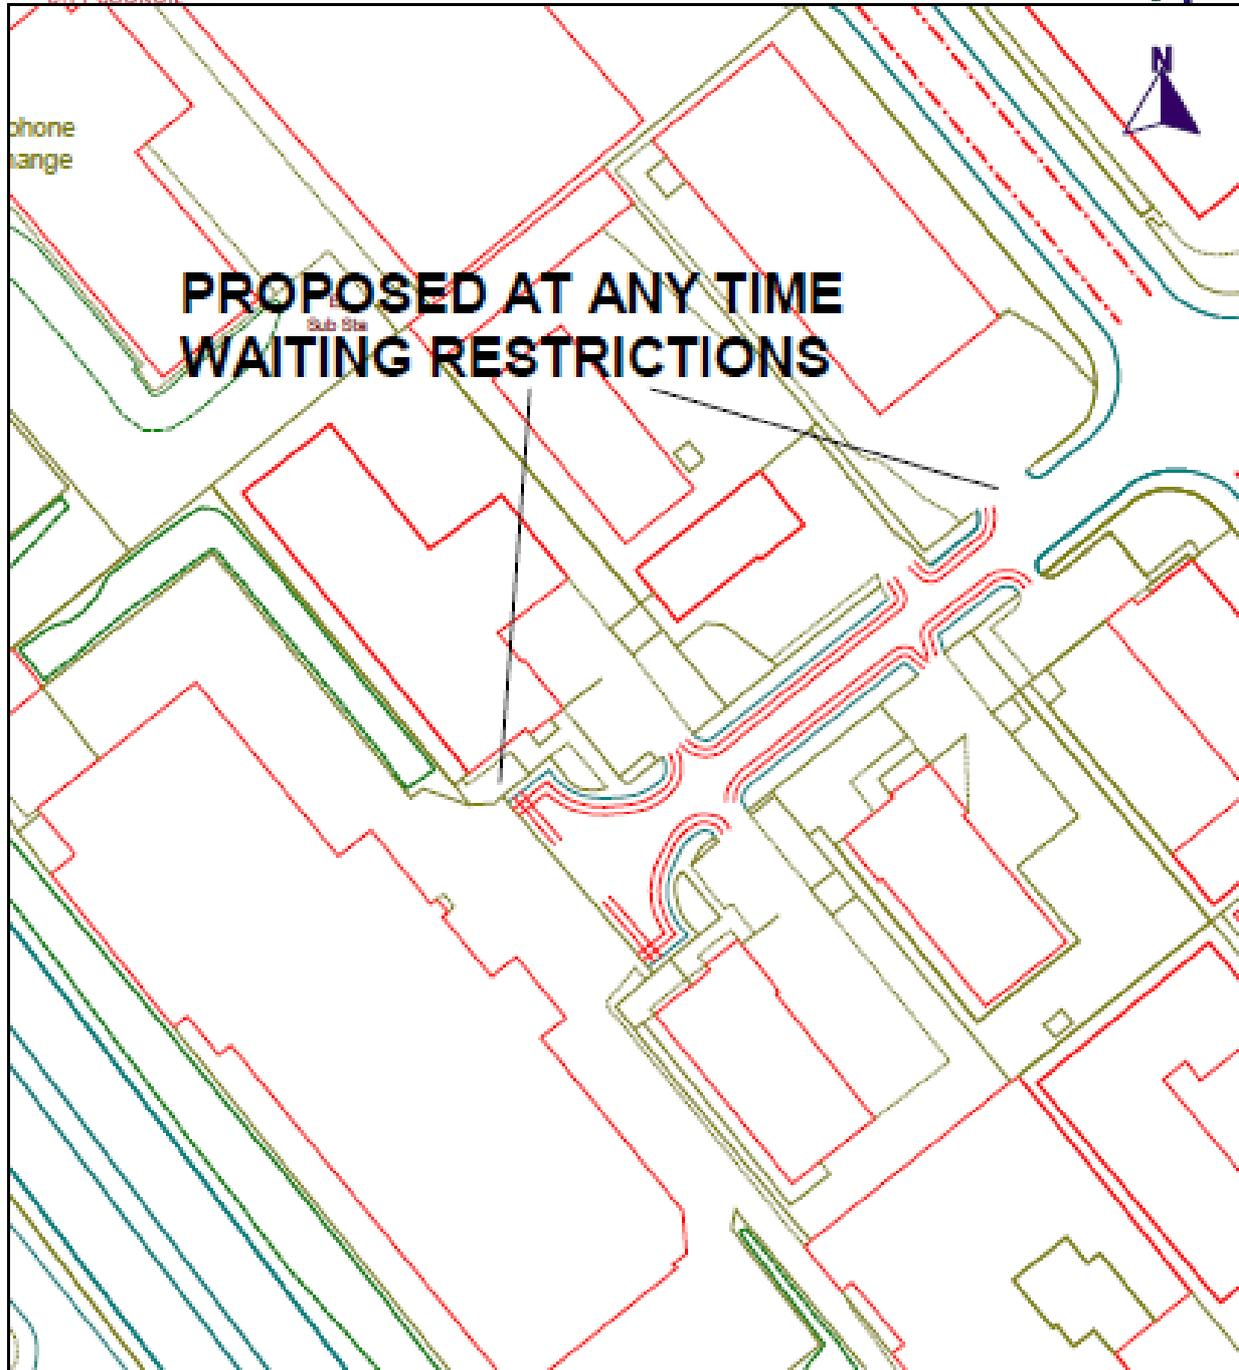 N
phone
hange
PROPOSED AT ANY TIME
WAITING RESTRICTIONS
Sub Sta